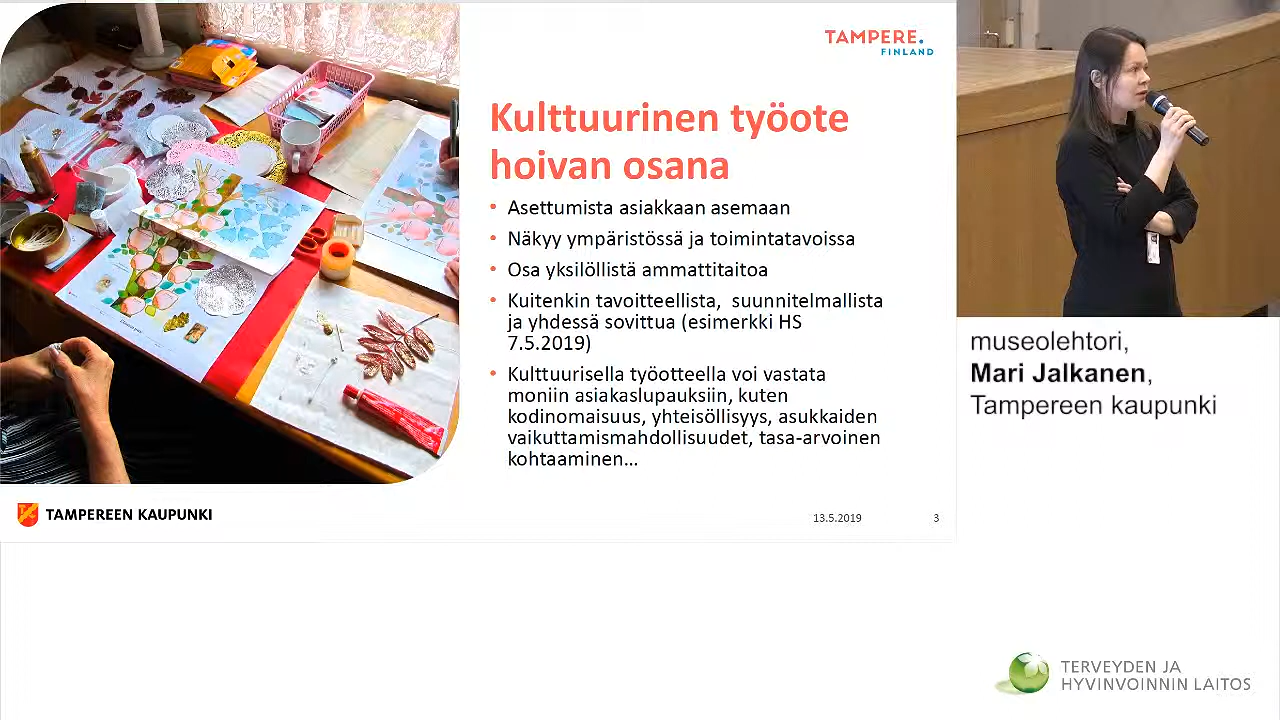 TAMPERE.
FINLAND
Kulttuurinen työote
hoivan osana
• Asettumista asiakkaan asemaan
• Näkyy ympäristössä ja toimintatavoissa
• Osa yksilöllistä ammattitaitoa
• Kuitenkin tavoitteellista, suunnitelmallista
ja yhdessä sovittua (esimerkki HS
7.5.2019)
• Kulttuurisella työotteella voi vastata
moniin asiakaslupauksiin, kuten
kodinomaisuus, yhteisöllisyys, asukkaiden
vaikuttamismahdollisuudet, tasa-arvoinen
kohtaaminen…
TAMPEREEN KAUPUNKI
13.5.2019
3
museolehtori,
Mari Jalkanen,
Tampereen kaupunki
TERVEYDEN JA
HYVINVOINNIN LAITOS